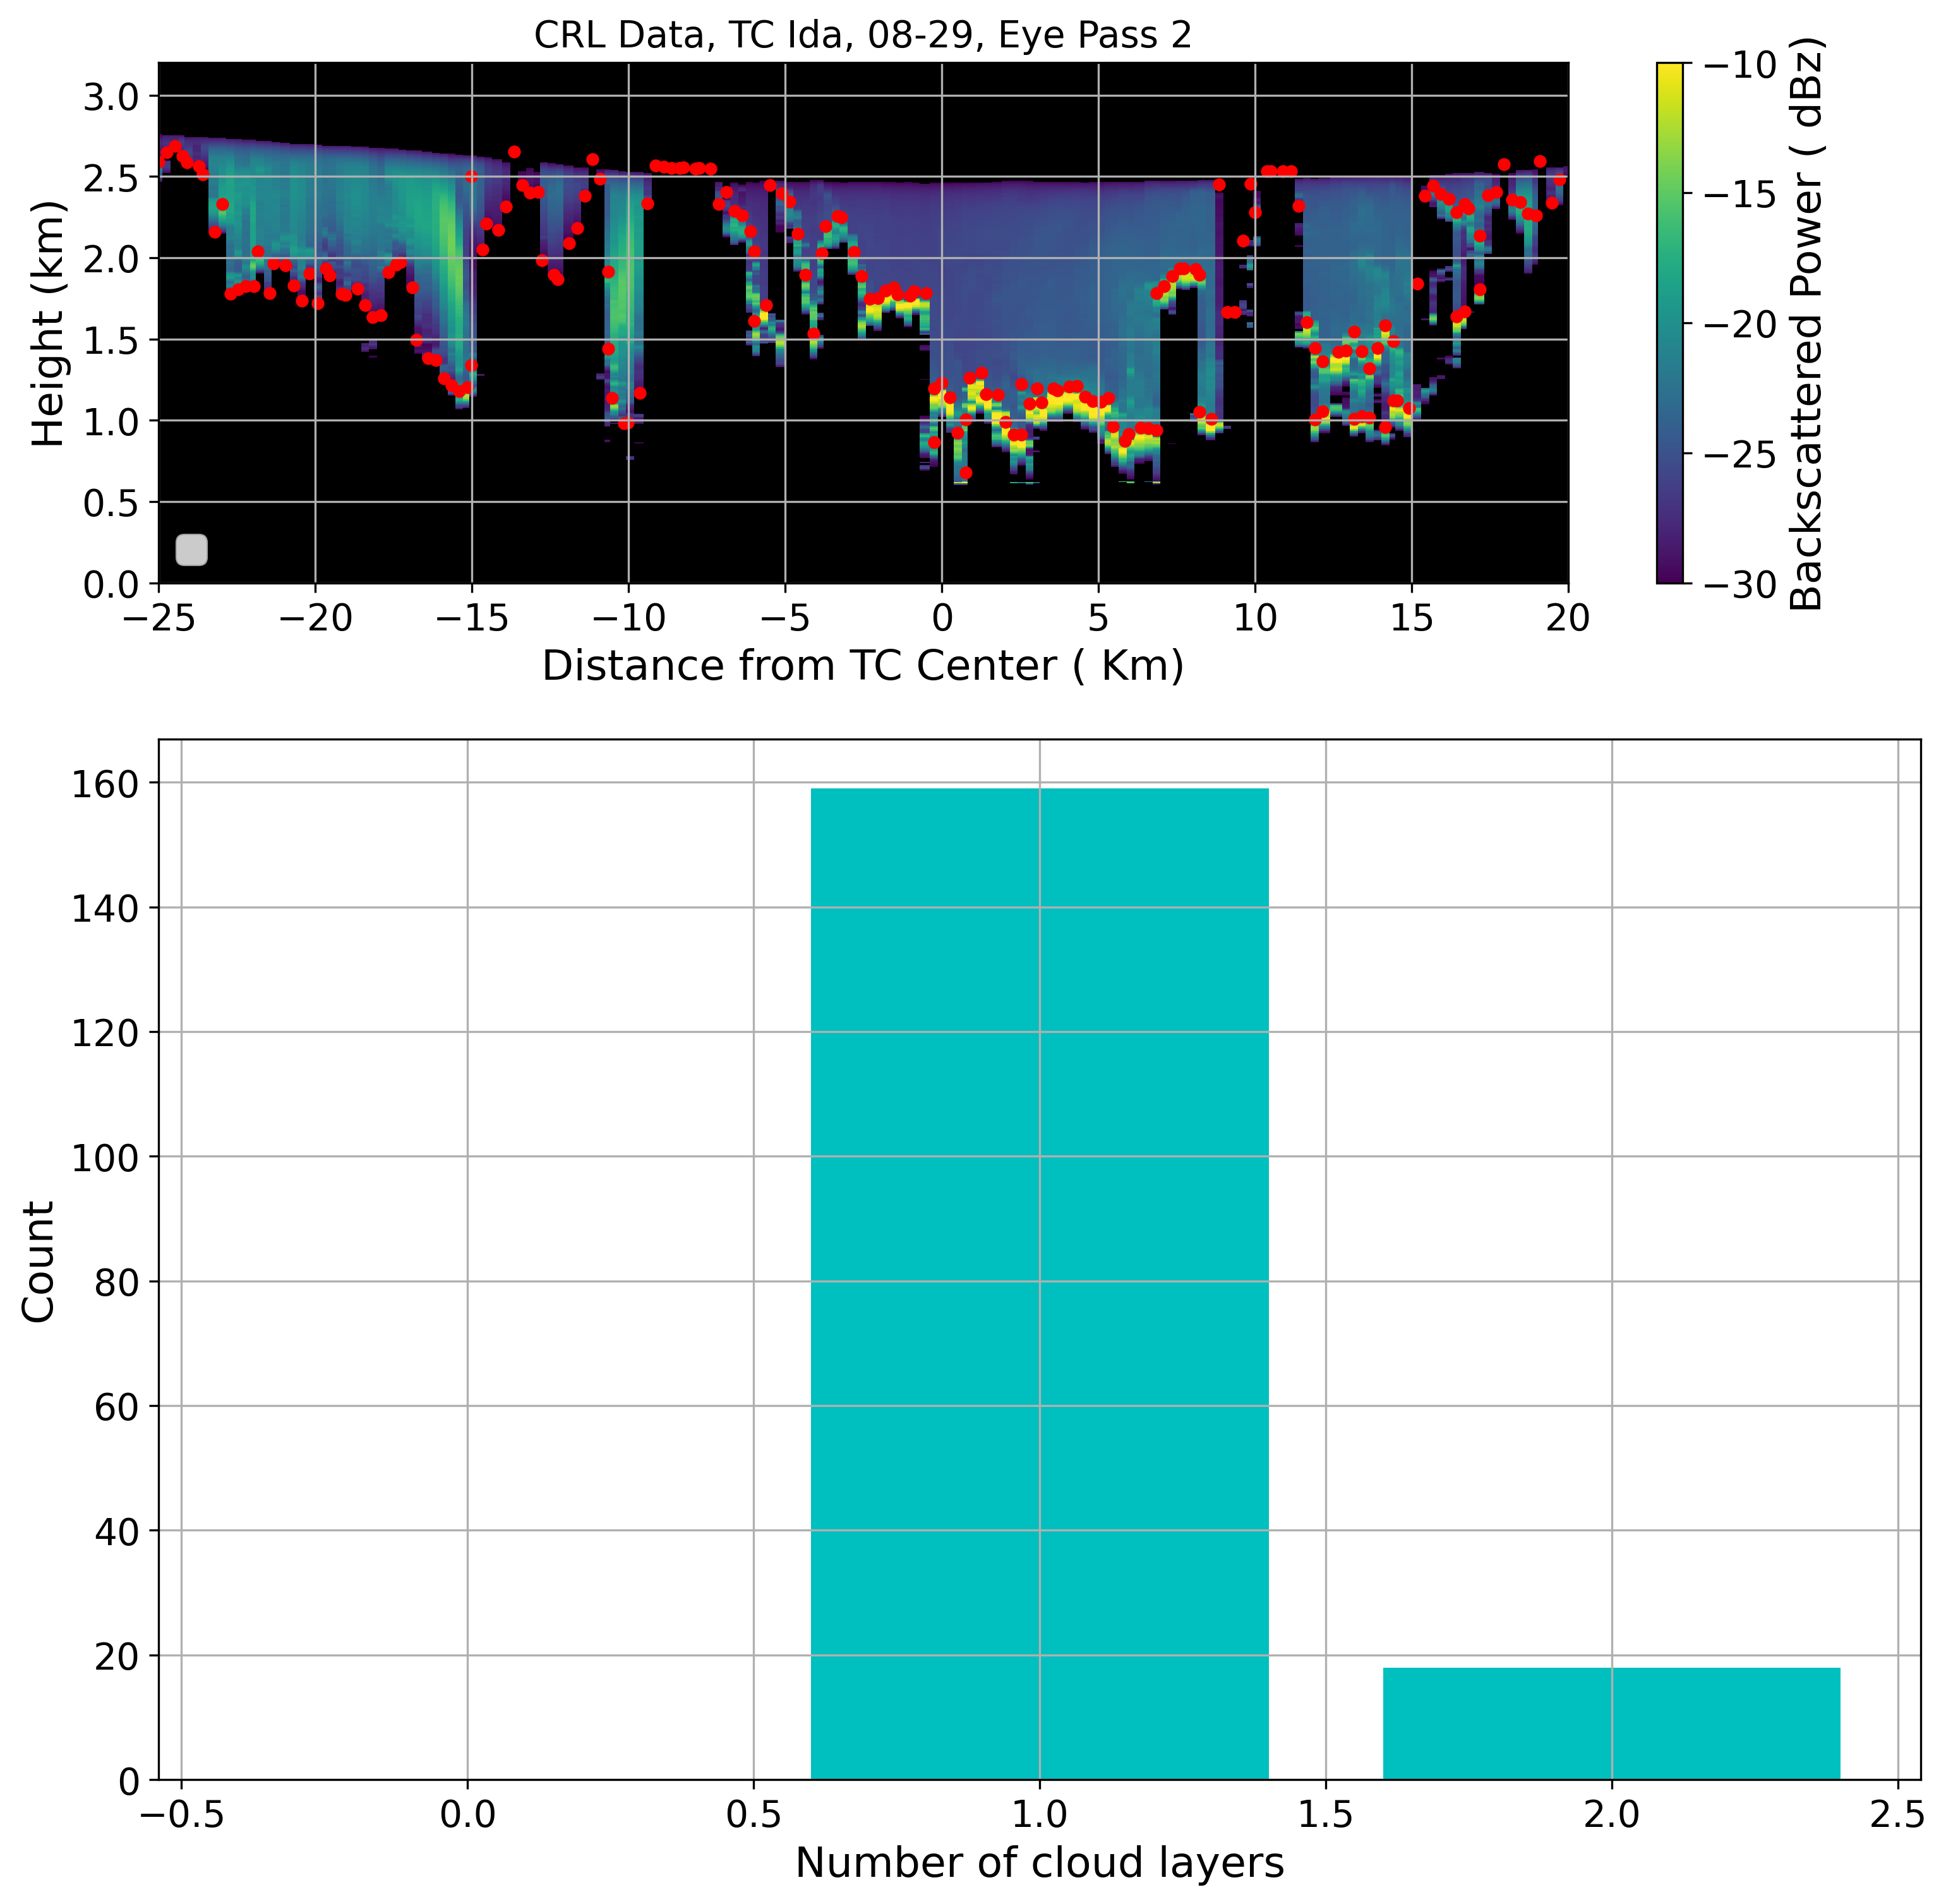 CRL Data, TC Ida, 08-29, Eye Pass 2
3.0
2.5
2.0
1.5
1.0
0.5
0.0
Height (km)
−25 −20 −15 −10 −5 0 5 10 15 20
Distance from TC Center ( Km)
−10
−15
−20
−25
−30
Backscattered Power ( dBz)
160
140
120
100
80
60
40
20
0
Count
−0.5 0.0 0.5 1.0 1.5 2.0 2.5
Number of cloud layers